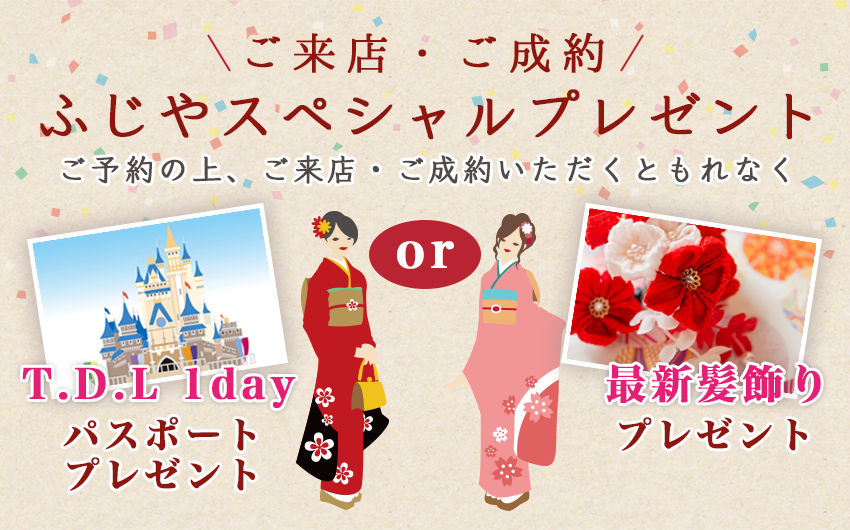 \ご来店・ご成約/
ふじやスペシャルプレゼント
ご予約の上、ご来店・ご成約いただくともれなく
or
T.D.L 1day
パスポート
プレゼント
最新髪飾り
プレゼント